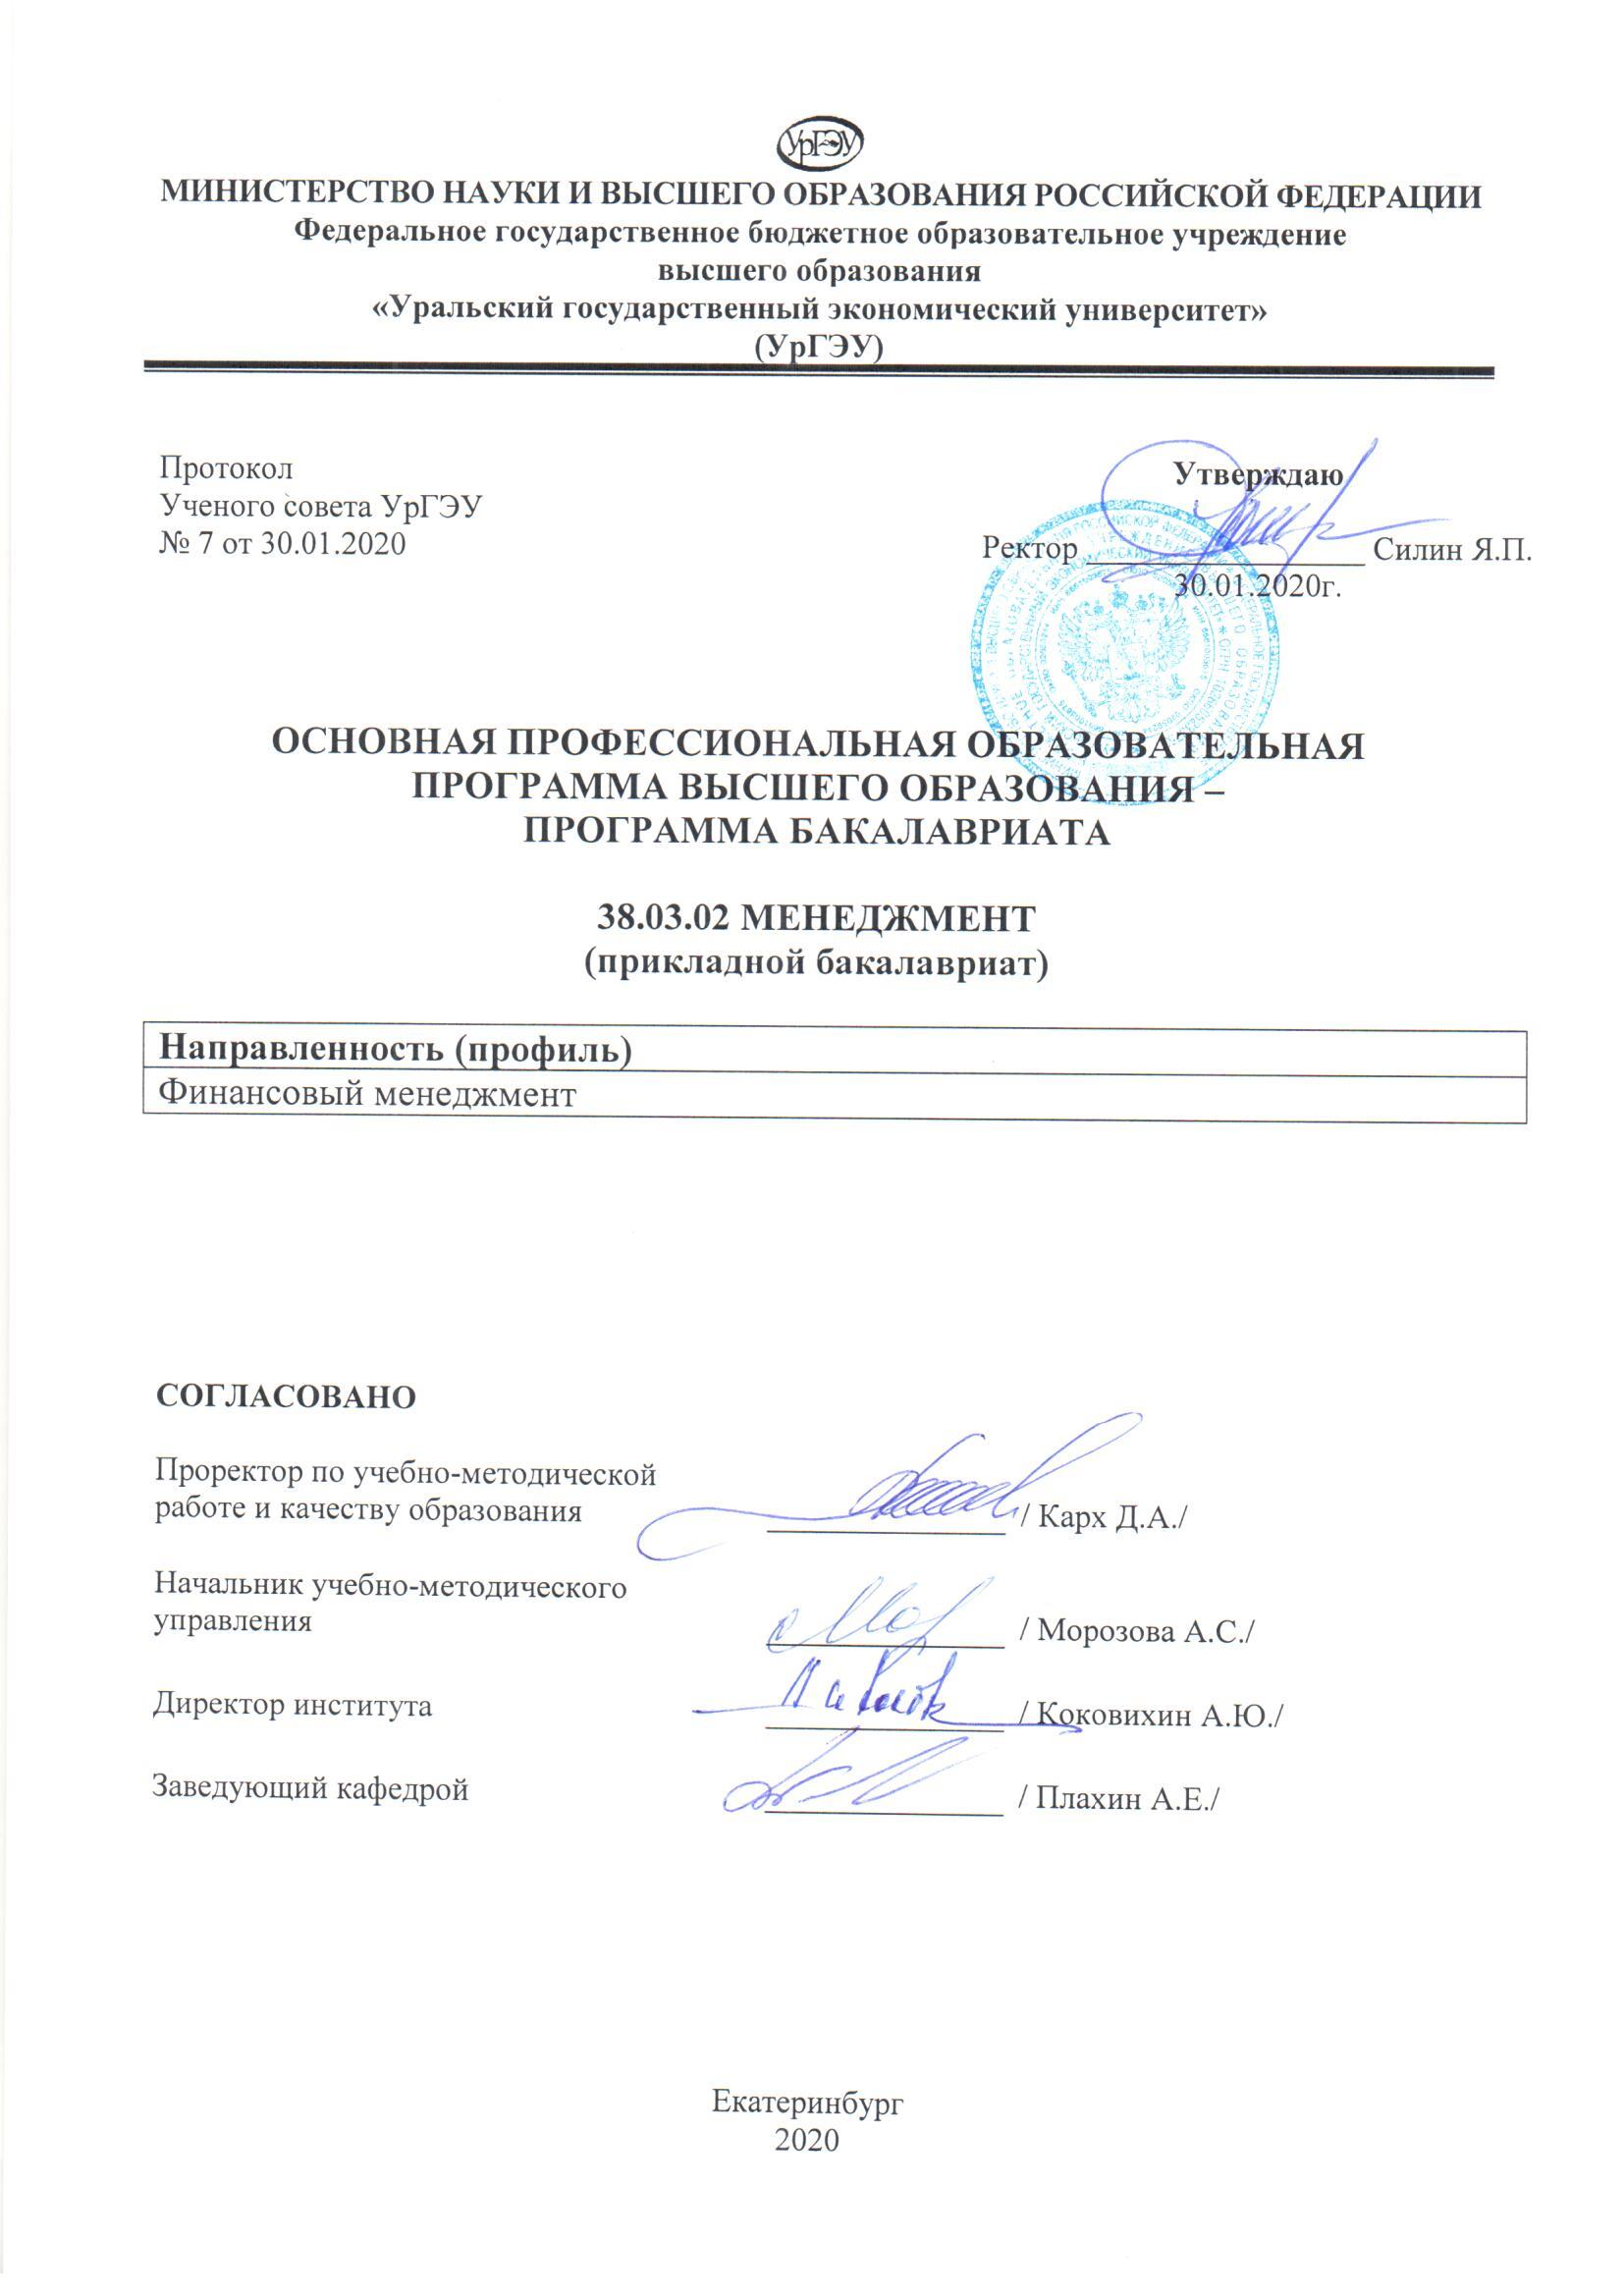 УрГЭУ
МИНИСТЕРСТВО НАУКИ И ВЫСШЕГО ОБРАЗОВАНИЯ РОССИЙСКОЙ ФЕДЕРАЦИИ
Федеральное государственное бюджетное образовательное учреждение
высшего образования
«Уральский государственный экономический университет»
(УрГЭУ)
Протокол
Ученого совета УрГЭУ
№ 7 от 30.01.2020
Утверждаю
Ректор Силин Я.П.
30.01.2020г.
ОСНОВНАЯ ПРОФЕССИОНАЛЬНАЯ ОБРАЗОВАТЕЛЬНАЯ
ПРОГРАММА ВЫСШЕГО ОБРАЗОВАНИЯ –
ПРОГРАММА БАКАЛАВРИАТА
38.03.02 МЕНЕДЖМЕНТ
(прикладной бакалавриат)
Направленность (профиль)
Финансовый менеджмент
СОГЛАСОВАНО
Проректор по учебно-методической
работе и качеству образования / Карх Д.А./
Начальник учебно-методического
управления / Морозова А.С./
Директор института / Коковихин А.Ю./
Заведующий кафедрой / Плахин А.Е./
Екатеринбург
2020